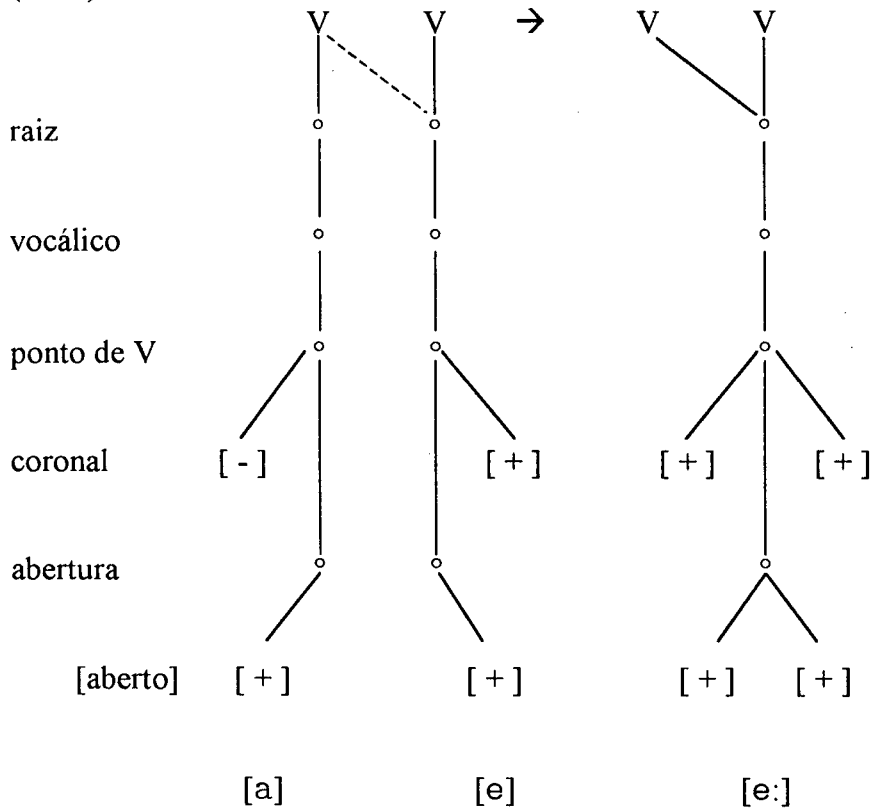 V V → V V
raiz
vocálico
ponto de V
coronal [ - ] [ + ] [ + ] [ + ]
abertura
[aberto] [ + ] [ + ] [ + ] [ + ]
[a] [e] [e:]